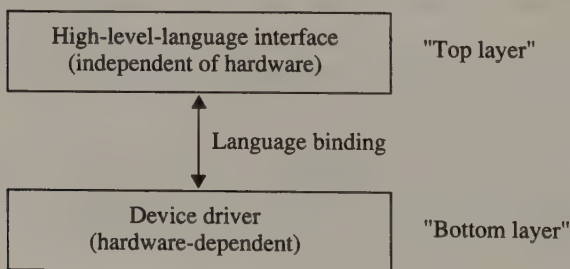 High-level-language interface
(independent of hardware)
"Top layer"
Language binding
Device driver
(hardware-dependent)
"Bottom layer"